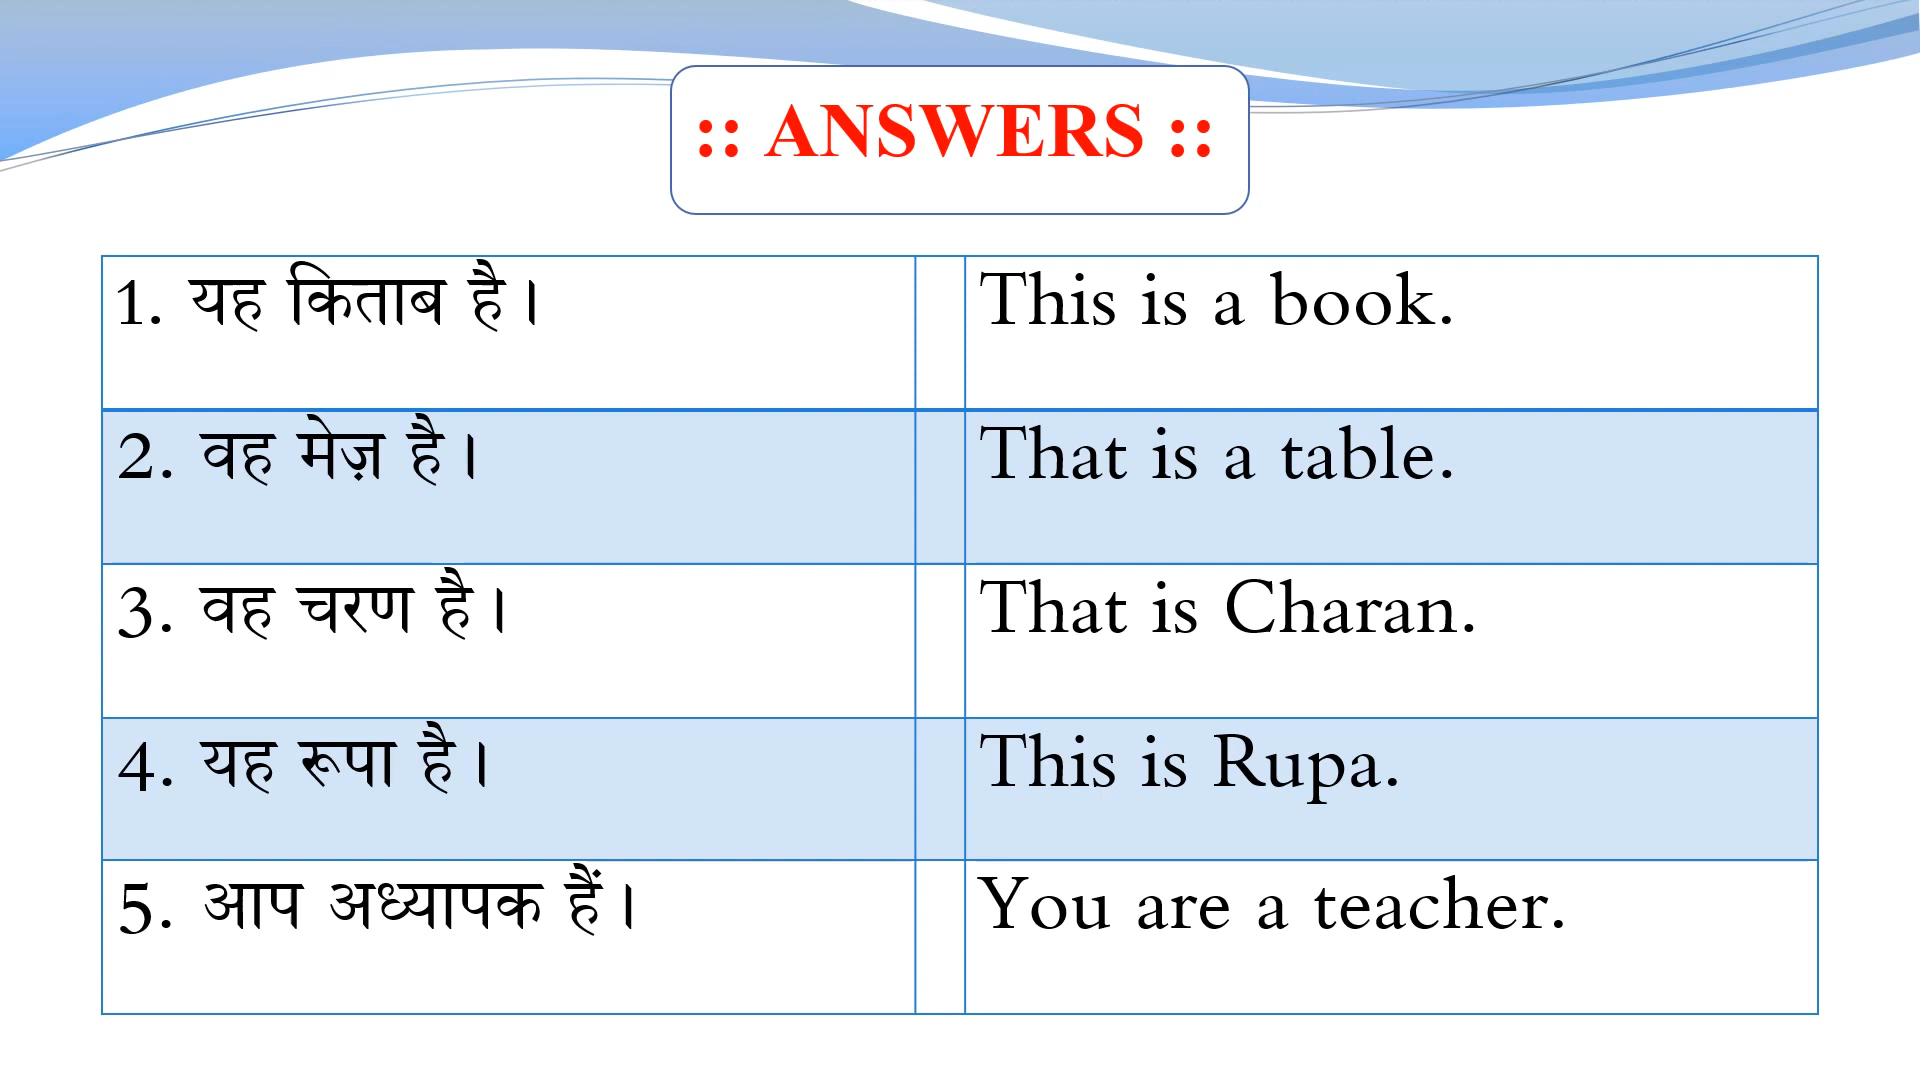 :: ANSWERS ::
1. यह किताब है। This is a book.
2. वह मेज़ है। That is a table.
3. वह चरण है। That is Charan.
4. यह रूपा है। This is Rupa.
5. आप अध्यापक हैं। You are a teacher.